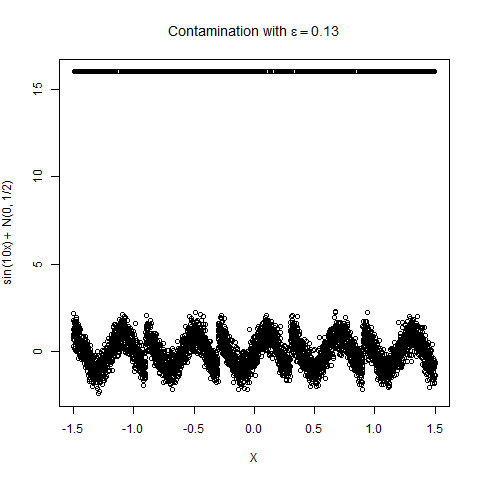 Contamination with ε = 0.13
sin(10x) + N(0, 1/2)
15
10
5
0
-1.5 -1.0 -0.5 0.0 0.5 1.0 1.5
X